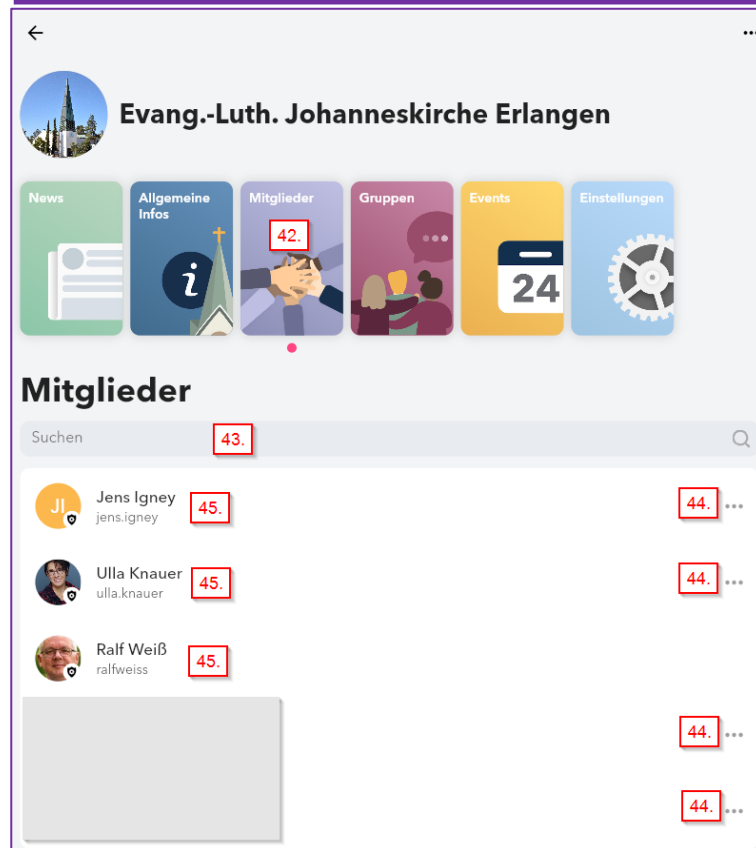 Evang.-Luth. Johanneskirche Erlangen
News
Allgemeine
Infos
Mitglieder
Gruppen
Events
Einstellungen
42.
i
24
Mitglieder
Suchen
43.
JI
Jens Igney
jens.igney
45.
44.
Ulla Knauer
ulla.knauer
45.
44.
Ralf Weiß
ralfweiss
45.
44.
44.